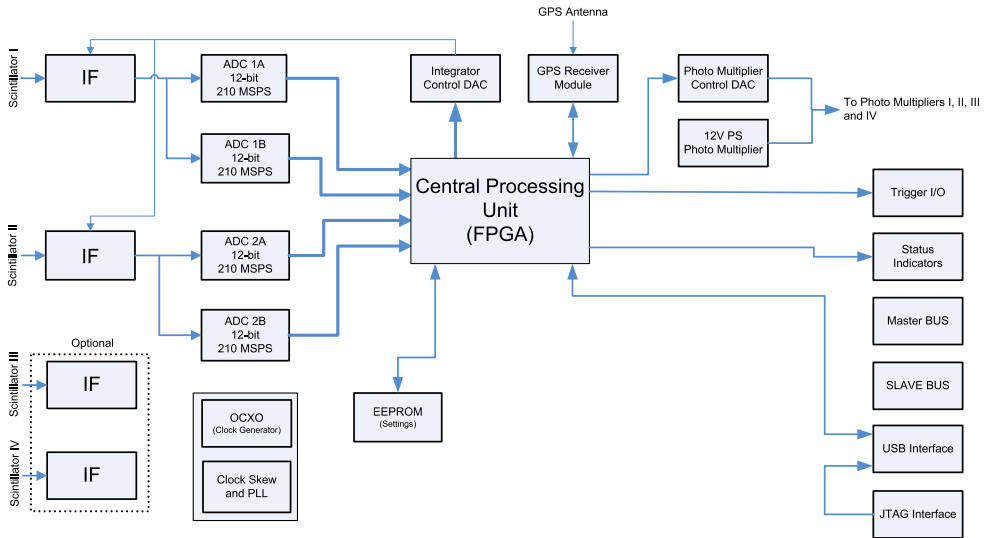 GPS Antenna
Scintillator I
IF
ADC 1A
12-bit
210 MSPS
Integrator
Control DAC
GPS Receiver
Module
Photo Multiplier
Control DAC
To Photo Multipliers I, II, III
and IV
ADC 1B
12-bit
210 MSPS
12V PS
Photo Multiplier
Central Processing
Unit
(FPGA)
Trigger I/O
Scintillator II
IF
ADC 2A
12-bit
210 MSPS
Status
Indicators
ADC 2B
12-bit
210 MSPS
Master BUS
Optional
Scintillator III
IF
SLAVE BUS
OCXO
(Clock Generator)
EEPROM
(Settings)
USB Interface
Scintillator IV
IF
Clock Skew
and PLL
JTAG Interface